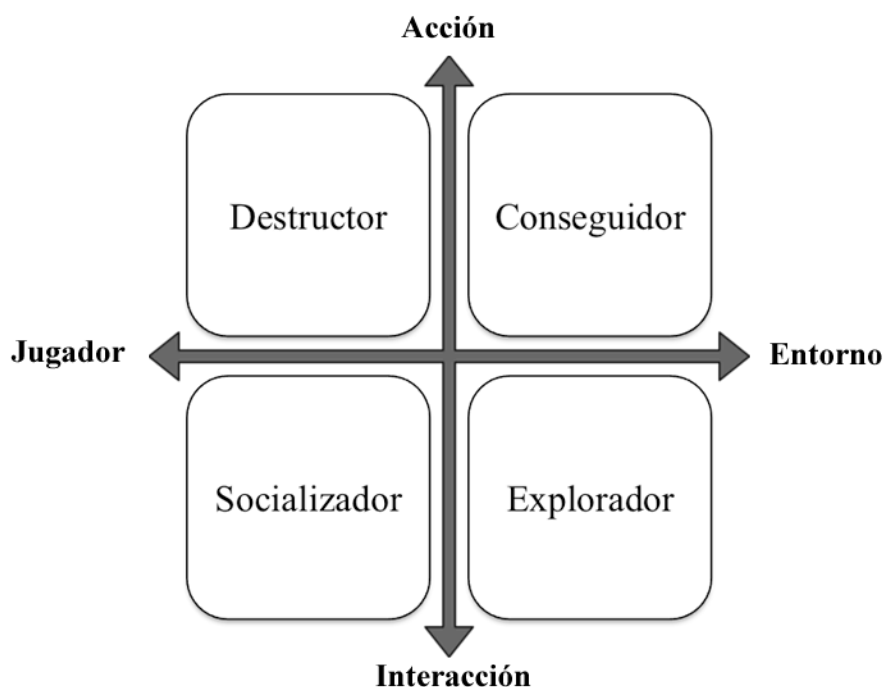 Acción
Destructor
Conseguidor
Jugador
Entorno
Socializador
Explorador
Interacción